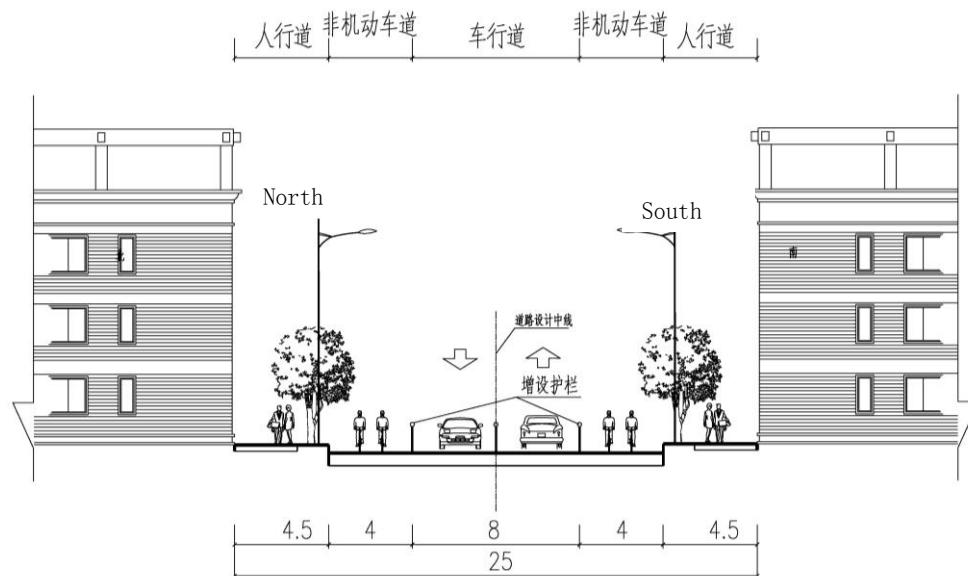 人行道 非机动车道 车行道 非机动车道 人行道
North
South
北
南
道路设计中线
增设护栏
4.5 4 8 4 4.5
25